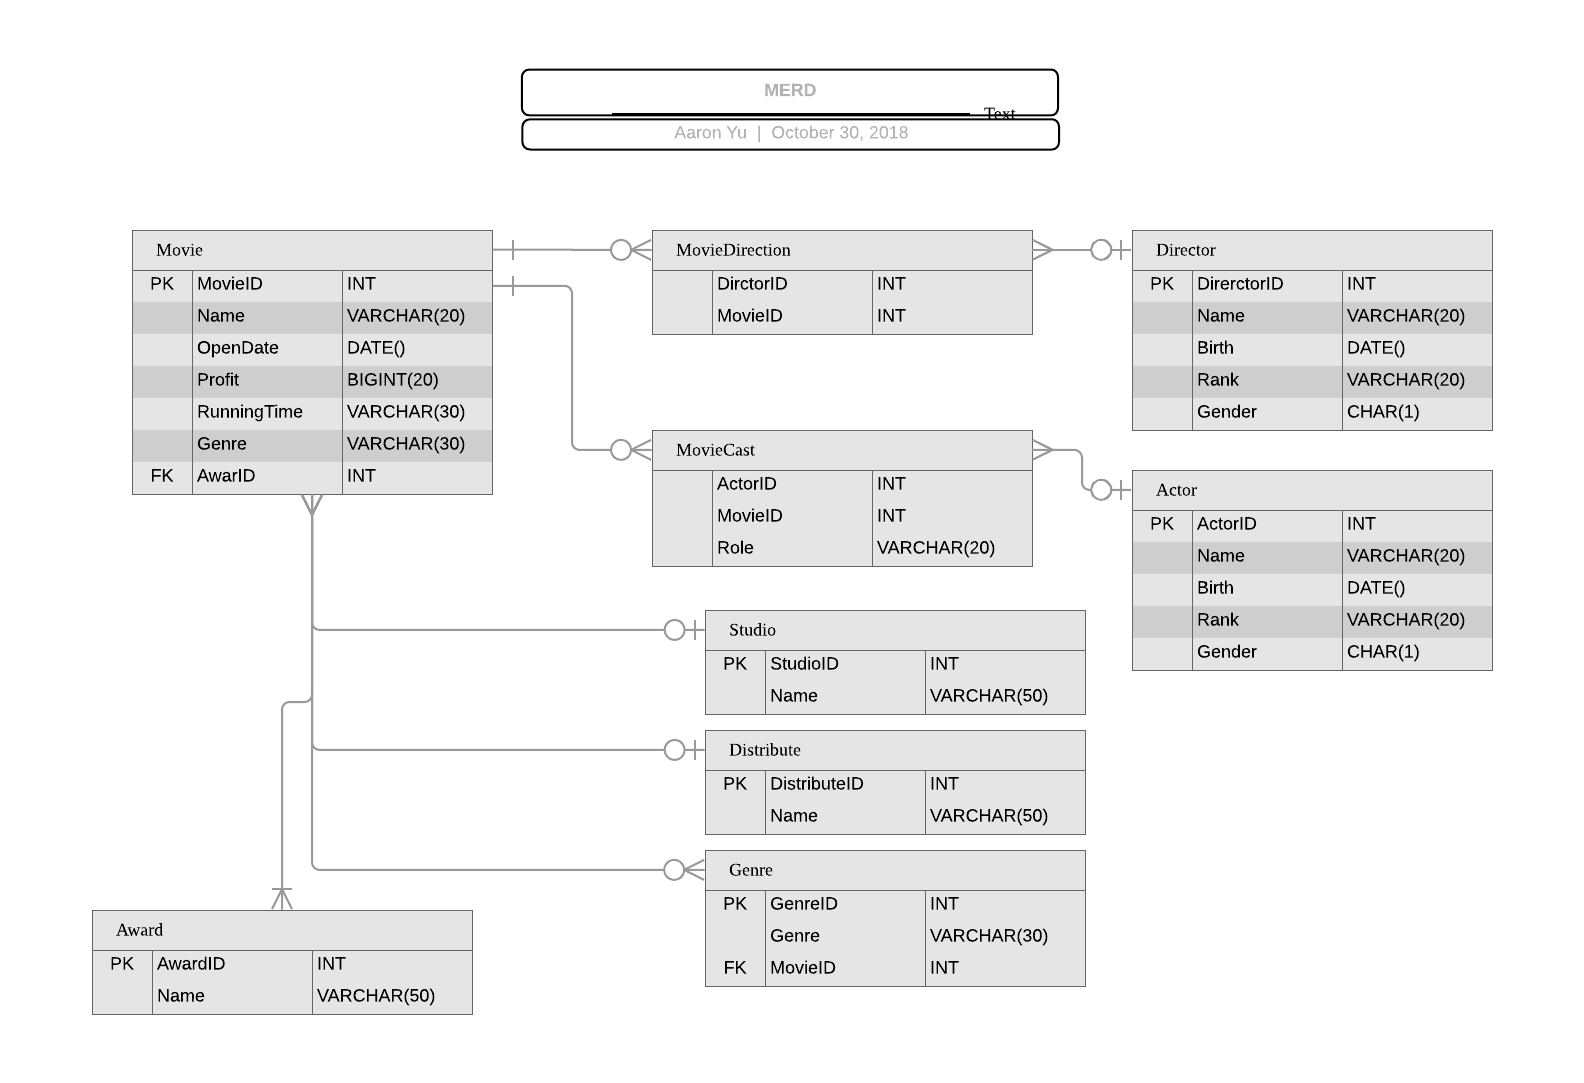 MERD
Text
Aaron Yu | October 30, 2018
Movie
PK MovieID INT
Name VARCHAR(20)
OpenDate DATE()
Profit BIGINT(20)
RunningTime VARCHAR(30)
Genre VARCHAR(30)
FK AwarID INT
MovieDirection
DirctorID INT
MovieID INT
Director
PK DirerctorID INT
Name VARCHAR(20)
Birth DATE()
Rank VARCHAR(20)
Gender CHAR(1)
MovieCast
ActorID INT
MovieID INT
Role VARCHAR(20)
Actor
PK ActorID INT
Name VARCHAR(20)
Birth DATE()
Rank VARCHAR(20)
Gender CHAR(1)
Studio
PK StudioID INT
Name VARCHAR(50)
Distribute
PK DistributeID INT
Name VARCHAR(50)
Genre
PK GenreID INT
Genre VARCHAR(30)
FK MovieID INT
Award
PK AwardID INT
Name VARCHAR(50)